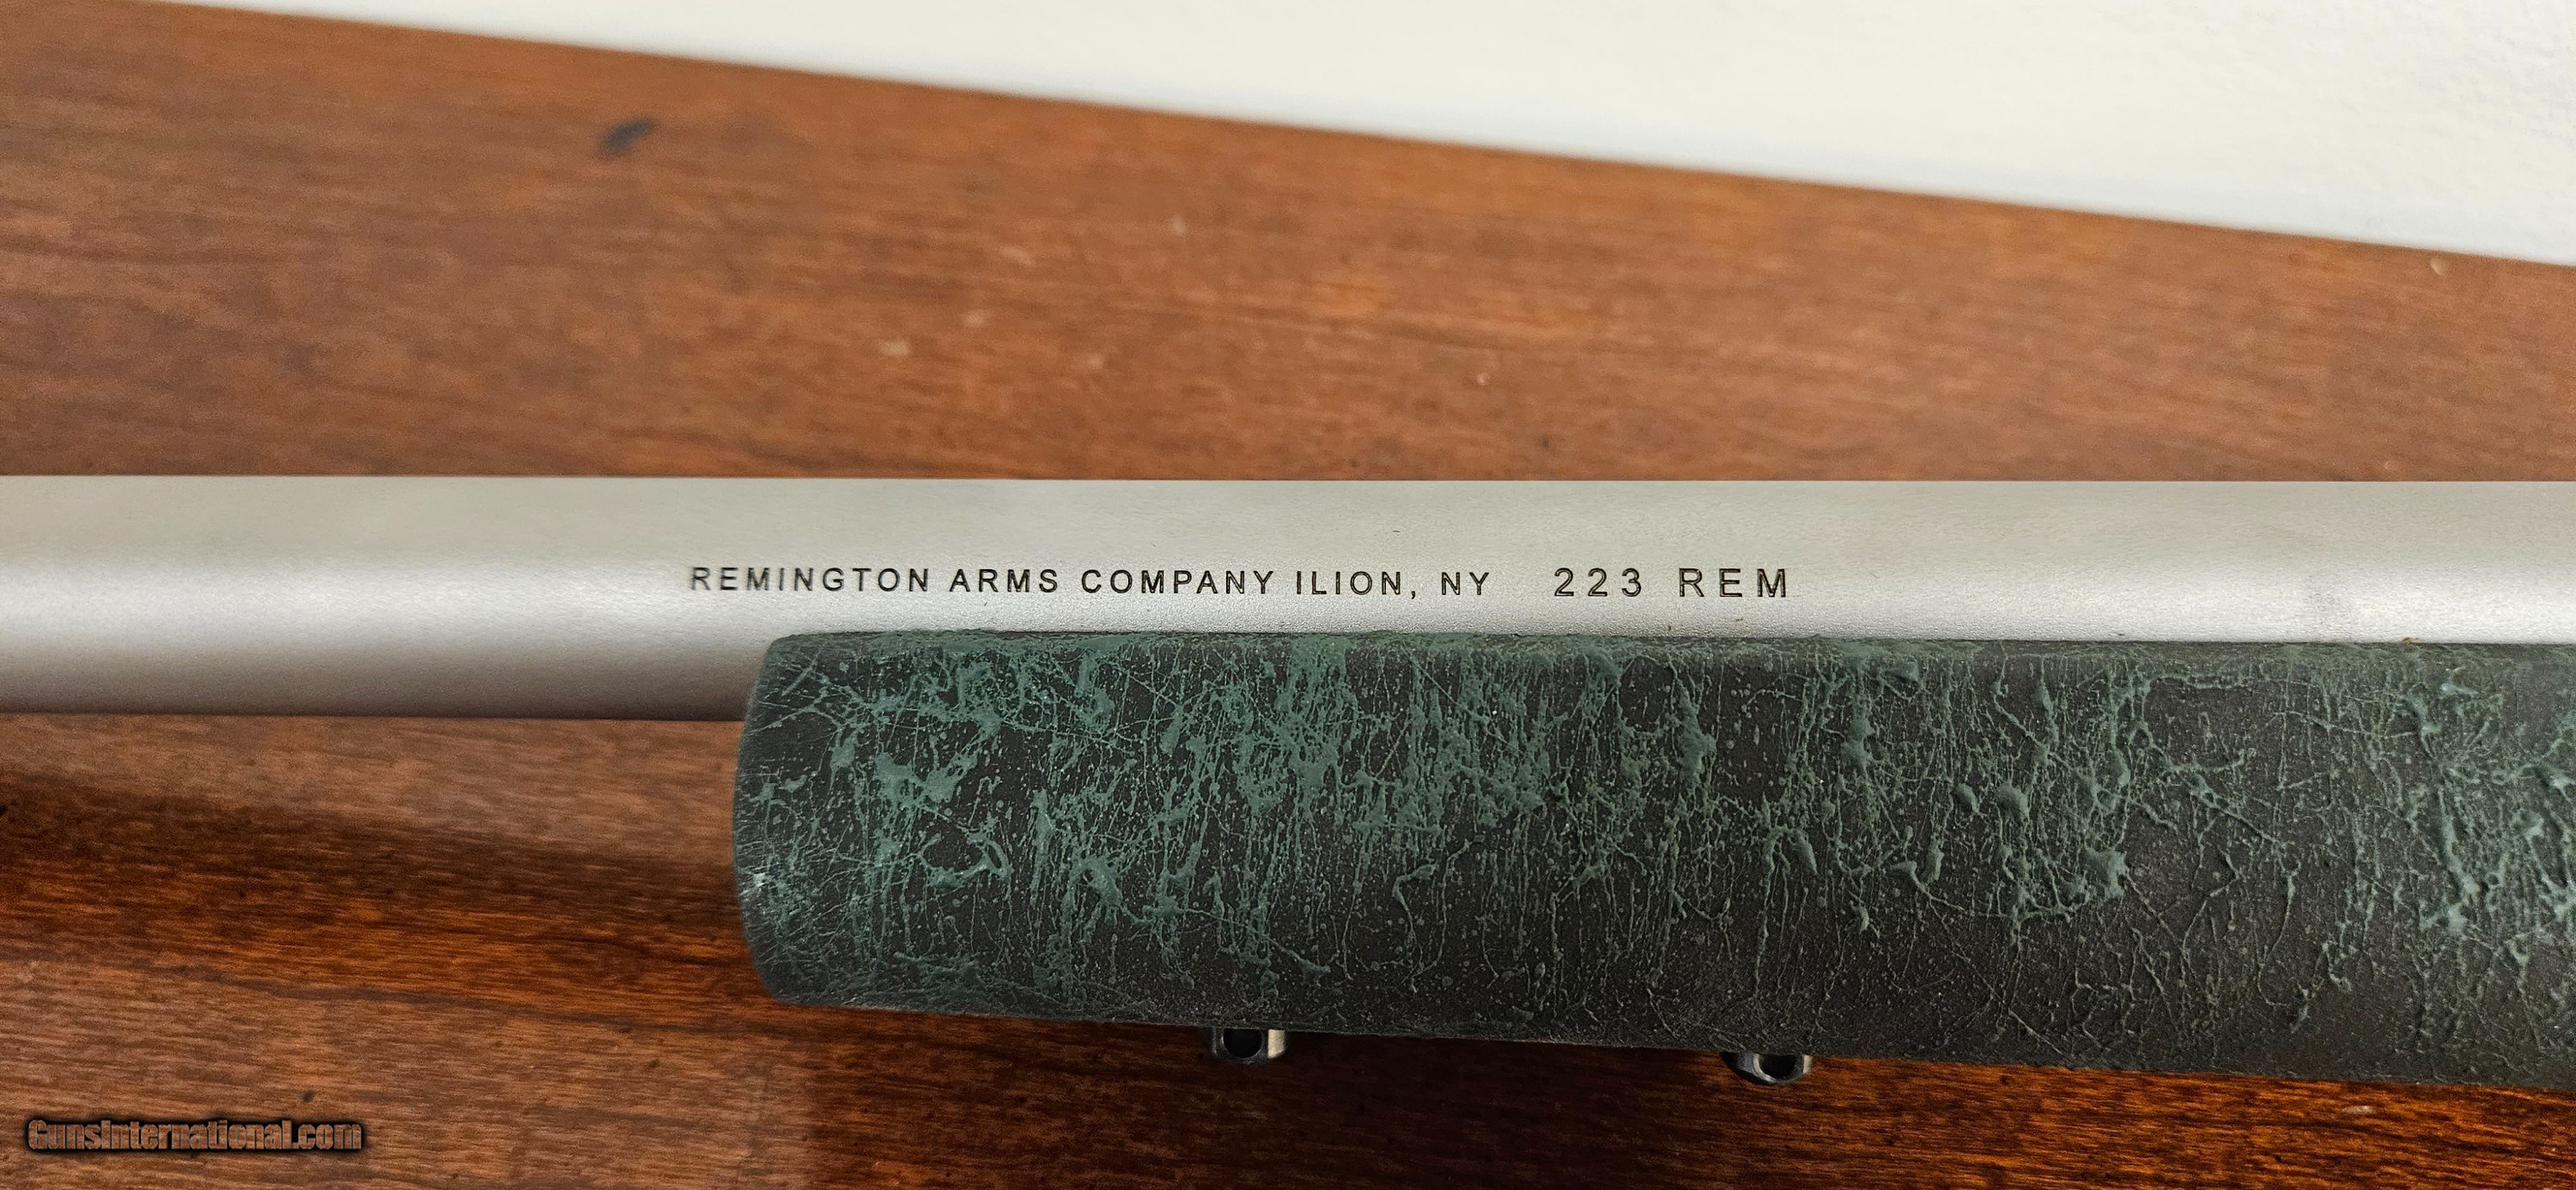 REMINGTON ARMS COMPANY ILION, NY 223 REM
GunsInternational.com